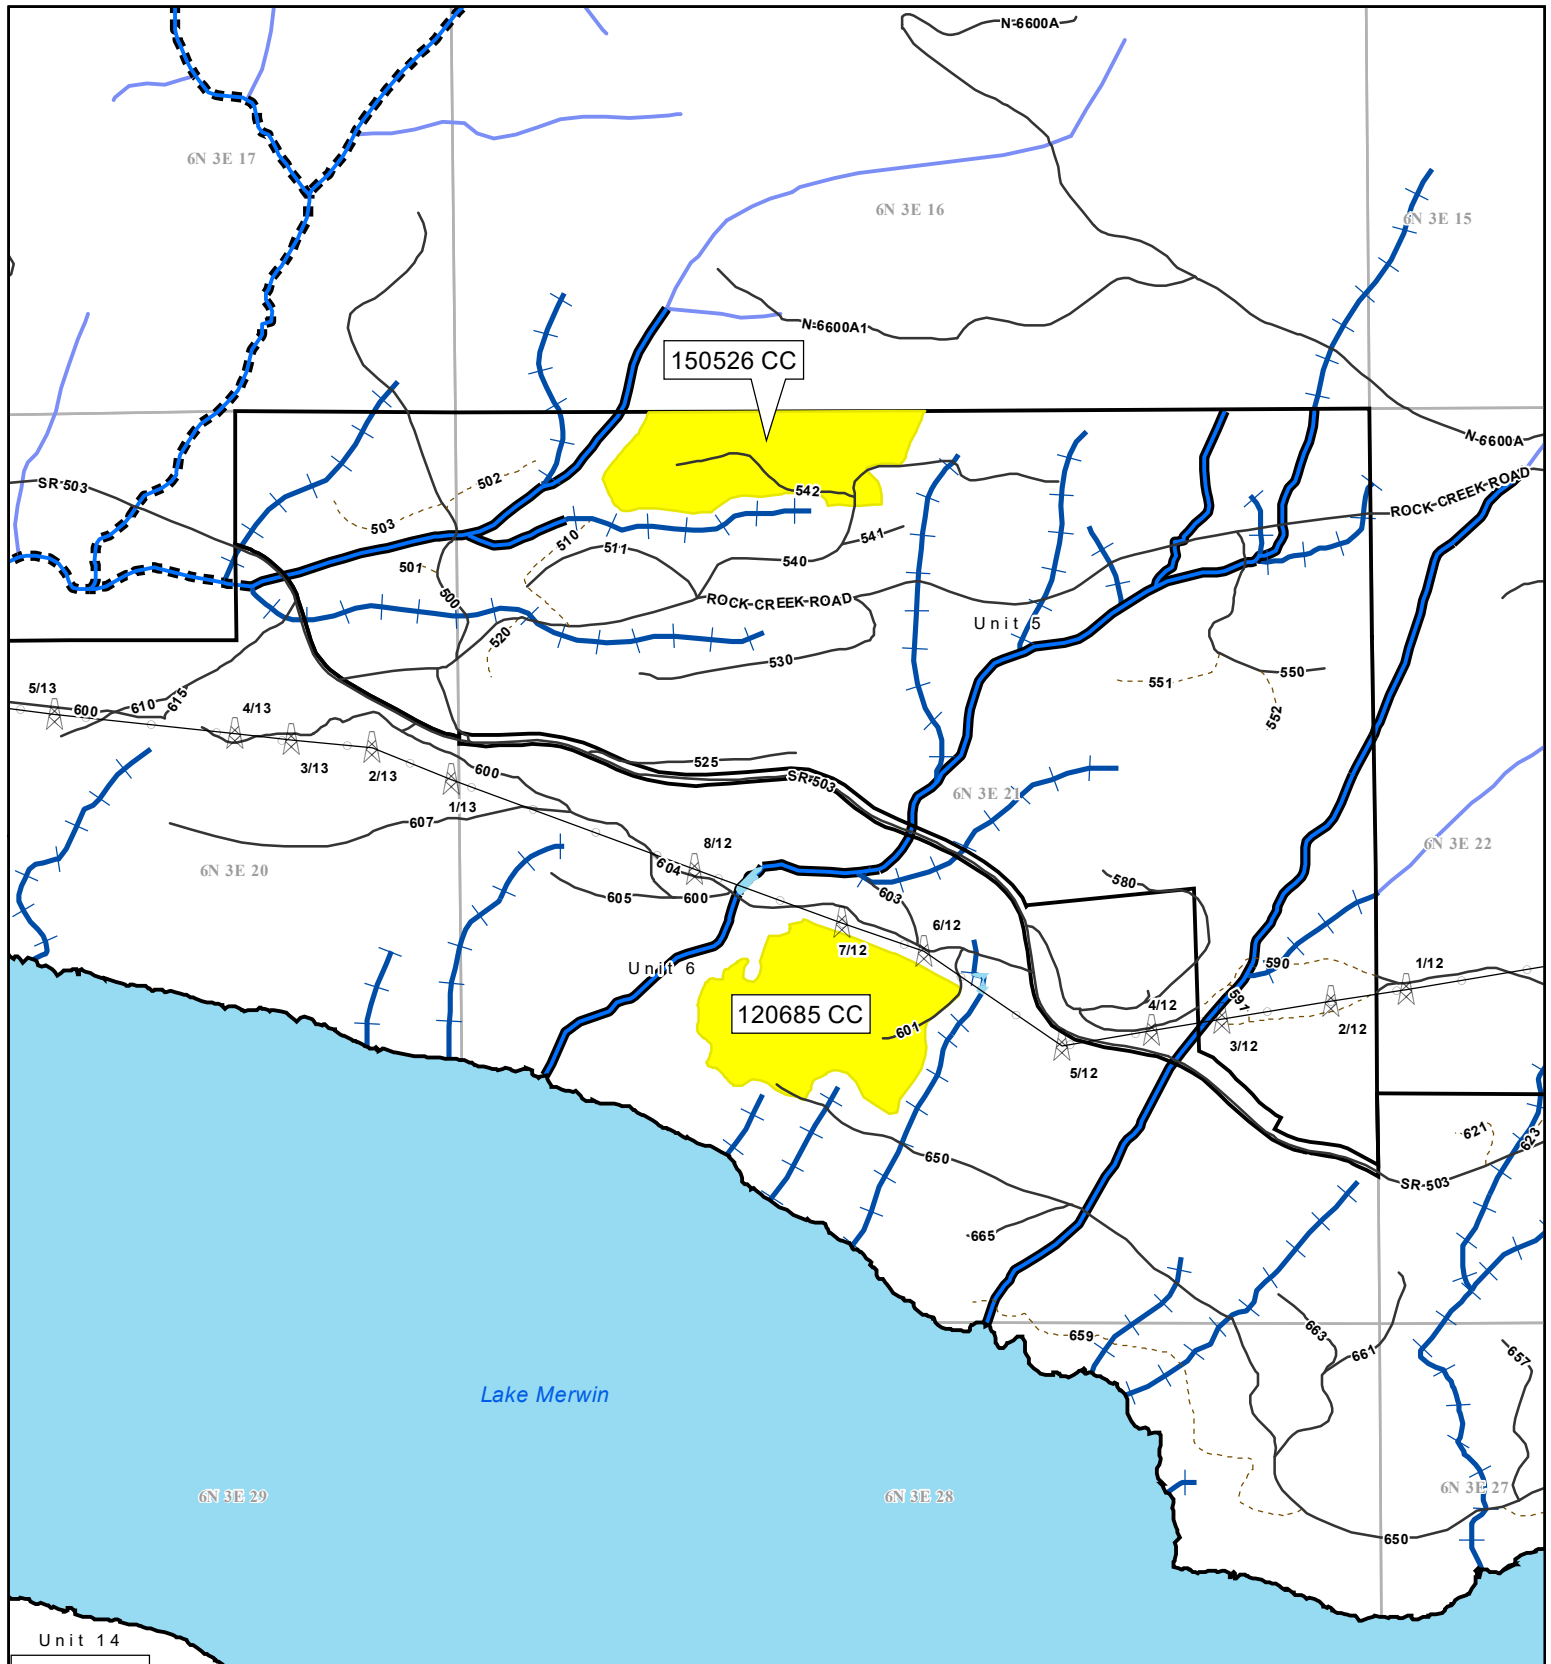 N-6600A
6N 3E 17
6N 3E 16
6N 3E 15
N-6600A1
150526 CC
N-6600A
SR 503
502
503
542
ROCK CREEK ROAD
510
511
541
540
501
500
ROCK-CREEK-ROAD
Unit 5
520
530
550
551
552
5/13
600
610
615
4/13
3/13
2/13
1/13
600
525
SR-503
6N 3E 21
607
6N 3E 20
8/12
604
605
600
603
580
6N 3E 22
6/12
7/12
Unit 6
120685 CC
601
590
591
1/12
4/12
2/12
3/12
5/12
621
623
650
SR-503
665
659
663
661
657
Lake Merwin
6N 3E 29
6N 3E 28
6N 3E 27
650
Unit 14